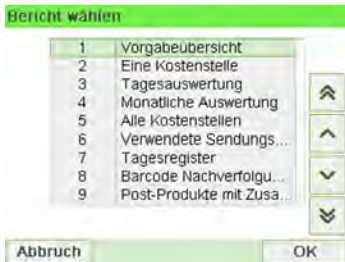 Bericht wählen
1 Vorgabeübersicht
2 Eine Kostenstelle
3 Tagesauswertung
4 Monatliche Auswertung
5 Alle Kostenstellen
6 Verwendete Sendungs...
7 Tagesregister
8 Barcode Nachverfolgu...
9 Post-Produkte mit Zusa...
Abbruch
OK